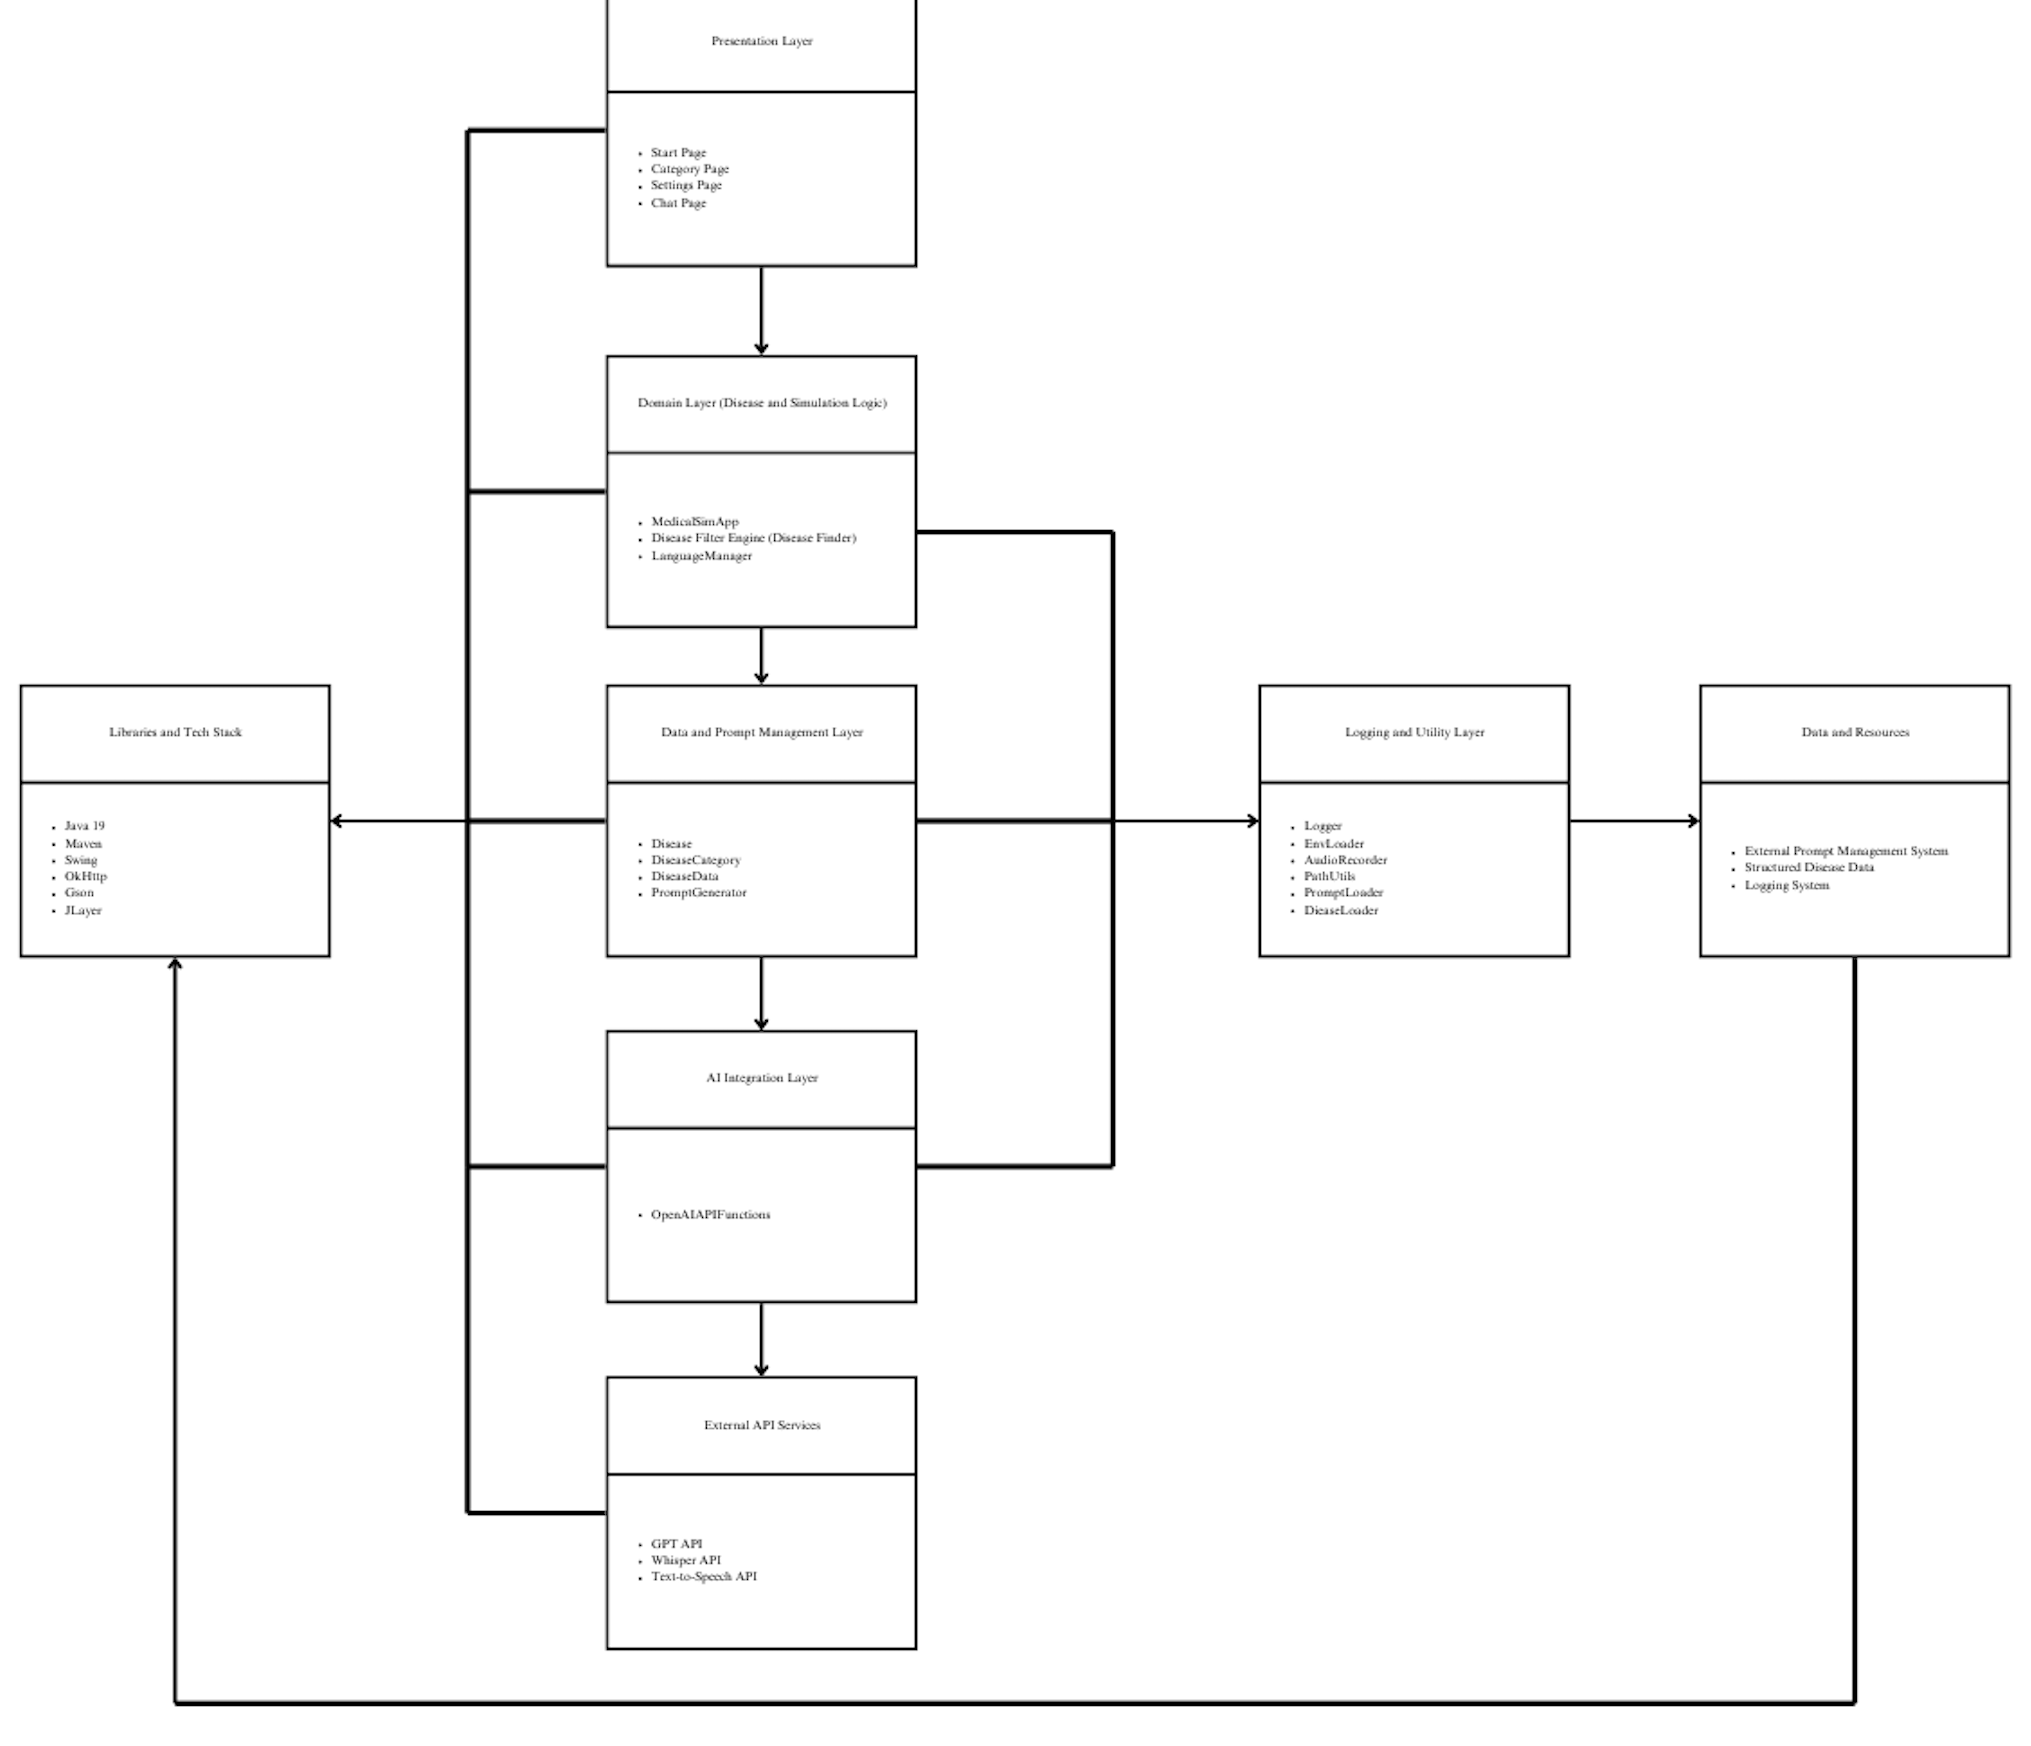 Presentation Layer
• Start Page
• Category Page
• Settings Page
• Chat Page
Domain Layer (Disease and Simulation Logic)
• MedicalSimApp
• Disease Filter Engine (Disease Finder)
• LanguageManager
Libraries and Tech Stack
• Java 19
• Maven
• Swing
• OkHttp
• Gson
• JLayer
Data and Prompt Management Layer
• Disease
• DiseaseCategory
• DiseaseData
• PromptGenerator
Logging and Utility Layer
• Logger
• EnvLoader
• AudioRecorder
• PathUtils
• PromptLoader
• DieaseLoader
Data and Resources
• External Prompt Management System
• Structured Disease Data
• Logging System
AI Integration Layer
• OpenAIAPIFunctions
External API Services
• GPT API
• Whisper API
• Text-to-Speech API